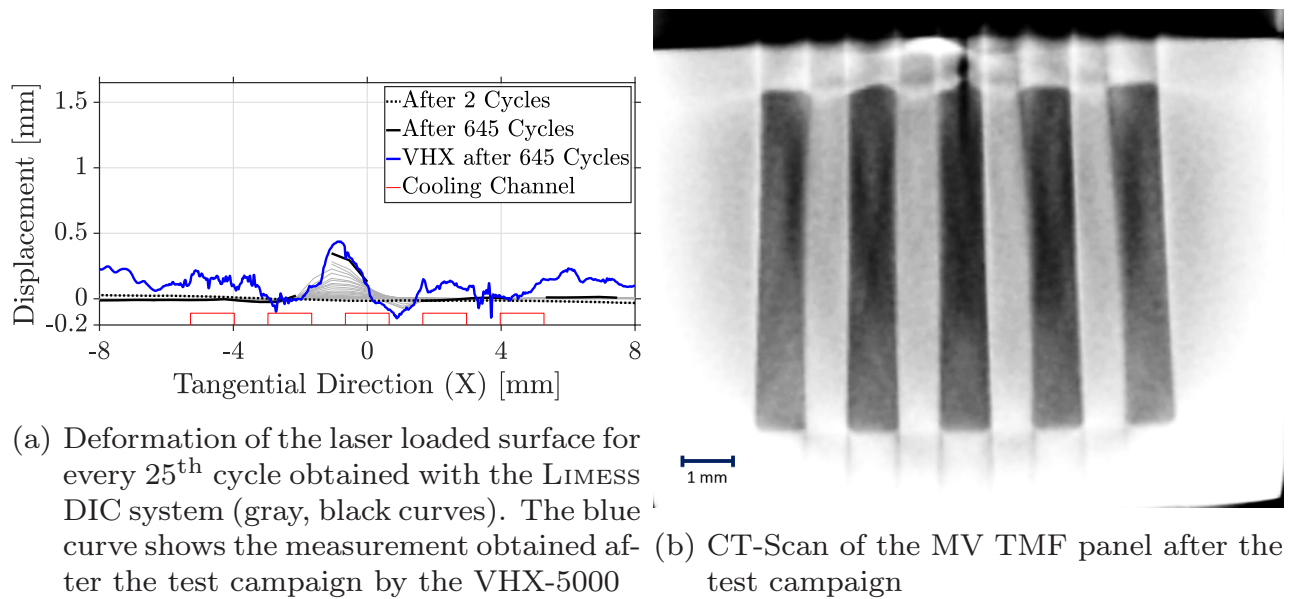 Displacement [mm]
1.5
1
0.5
0
-0.2
After 2 Cycles
After 645 Cycles
VHX after 645 Cycles
Cooling Channel
-8
-4
0
4
8
Tangential Direction (X) [mm]
(a) Deformation of the laser loaded surface for
every 25th cycle obtained with the LIMESS
DIC system (gray, black curves). The blue
curve shows the measurement obtained af-
ter the test campaign by the VHX-5000
1 mm
(b) CT-Scan of the MV TMF panel after the
test campaign